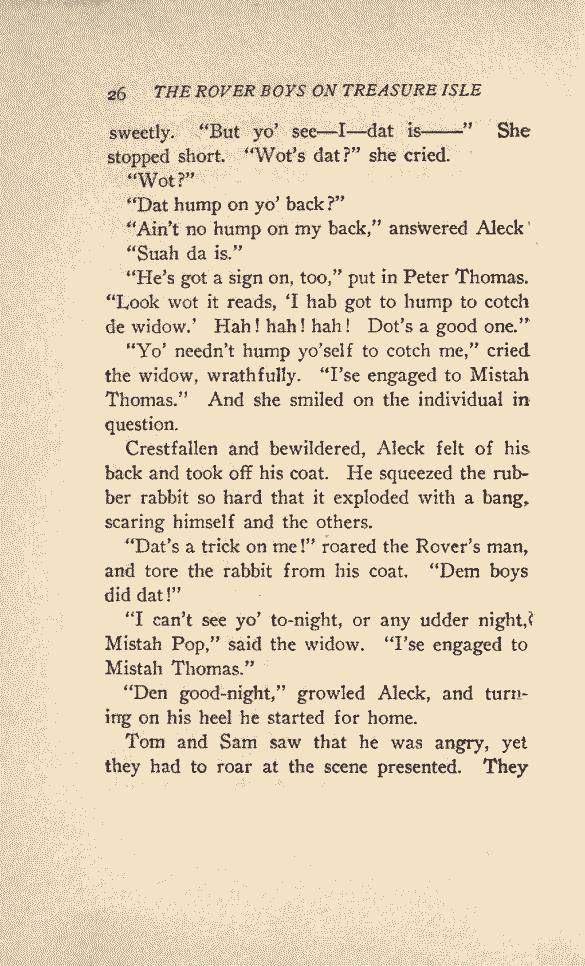 26 THE ROVER BOYS ON TREASURE ISLE
sweetly. “But yo’ see—I—dat is——” She
stopped short. “Wot’s dat?” she cried.
“Wot?”
“Dat hump on yo’ back?”
“Ain’t no hump on my back,” answered Aleck
“Suah da is.”
“He’s got a sign on, too,” put in Peter Thomas.
“Look wot it reads, ‘I hab got to hump to cotch
de widow.’ Hah! hah! hah! Dot’s a good one.”
“Yo’ needn’t hump yo’self to cotch me,” cried
the widow, wrathfully. “I’se engaged to Mistah
Thomas.” And she smiled on the individual in
question.
Crestfallen and bewildered, Aleck felt of his
back and took off his coat. He squeezed the rub-
ber rabbit so hard that it exploded with a bang,
scaring himself and the others.
“Dat’s a trick on me!” roared the Rover’s man,
and tore the rabbit from his coat. “Dem boys
did dat!”
“I can’t see yo’ to-night, or any udder night,
Mistah Pop,” said the widow. “I’se engaged to
Mistah Thomas.”
“Den good-night,” growled Aleck, and turn-
ing on his heel he started for home.
Tom and Sam saw that he was angry, yet
they had to roar at the scene presented. They